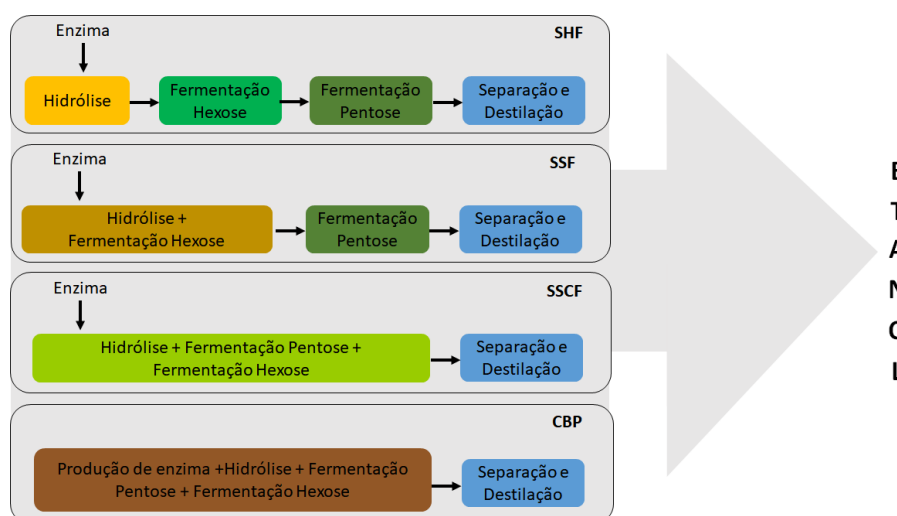 SHF
Enzima
Hidrólise
Fermentação
Hexose
Fermentação
Pentose
Separação e
Destilação
SSF
Enzima
Hidrólise +
Fermentação Hexose
Fermentação
Pentose
Separação e
Destilação
SSCF
Enzima
Hidrólise + Fermentação Pentose +
Fermentação Hexose
Separação e
Destilação
CBP
Produção de enzima +Hidrólise + Fermentação
Pentose + Fermentação Hexose
Separação e
Destilação
E
T
A
N
O
L